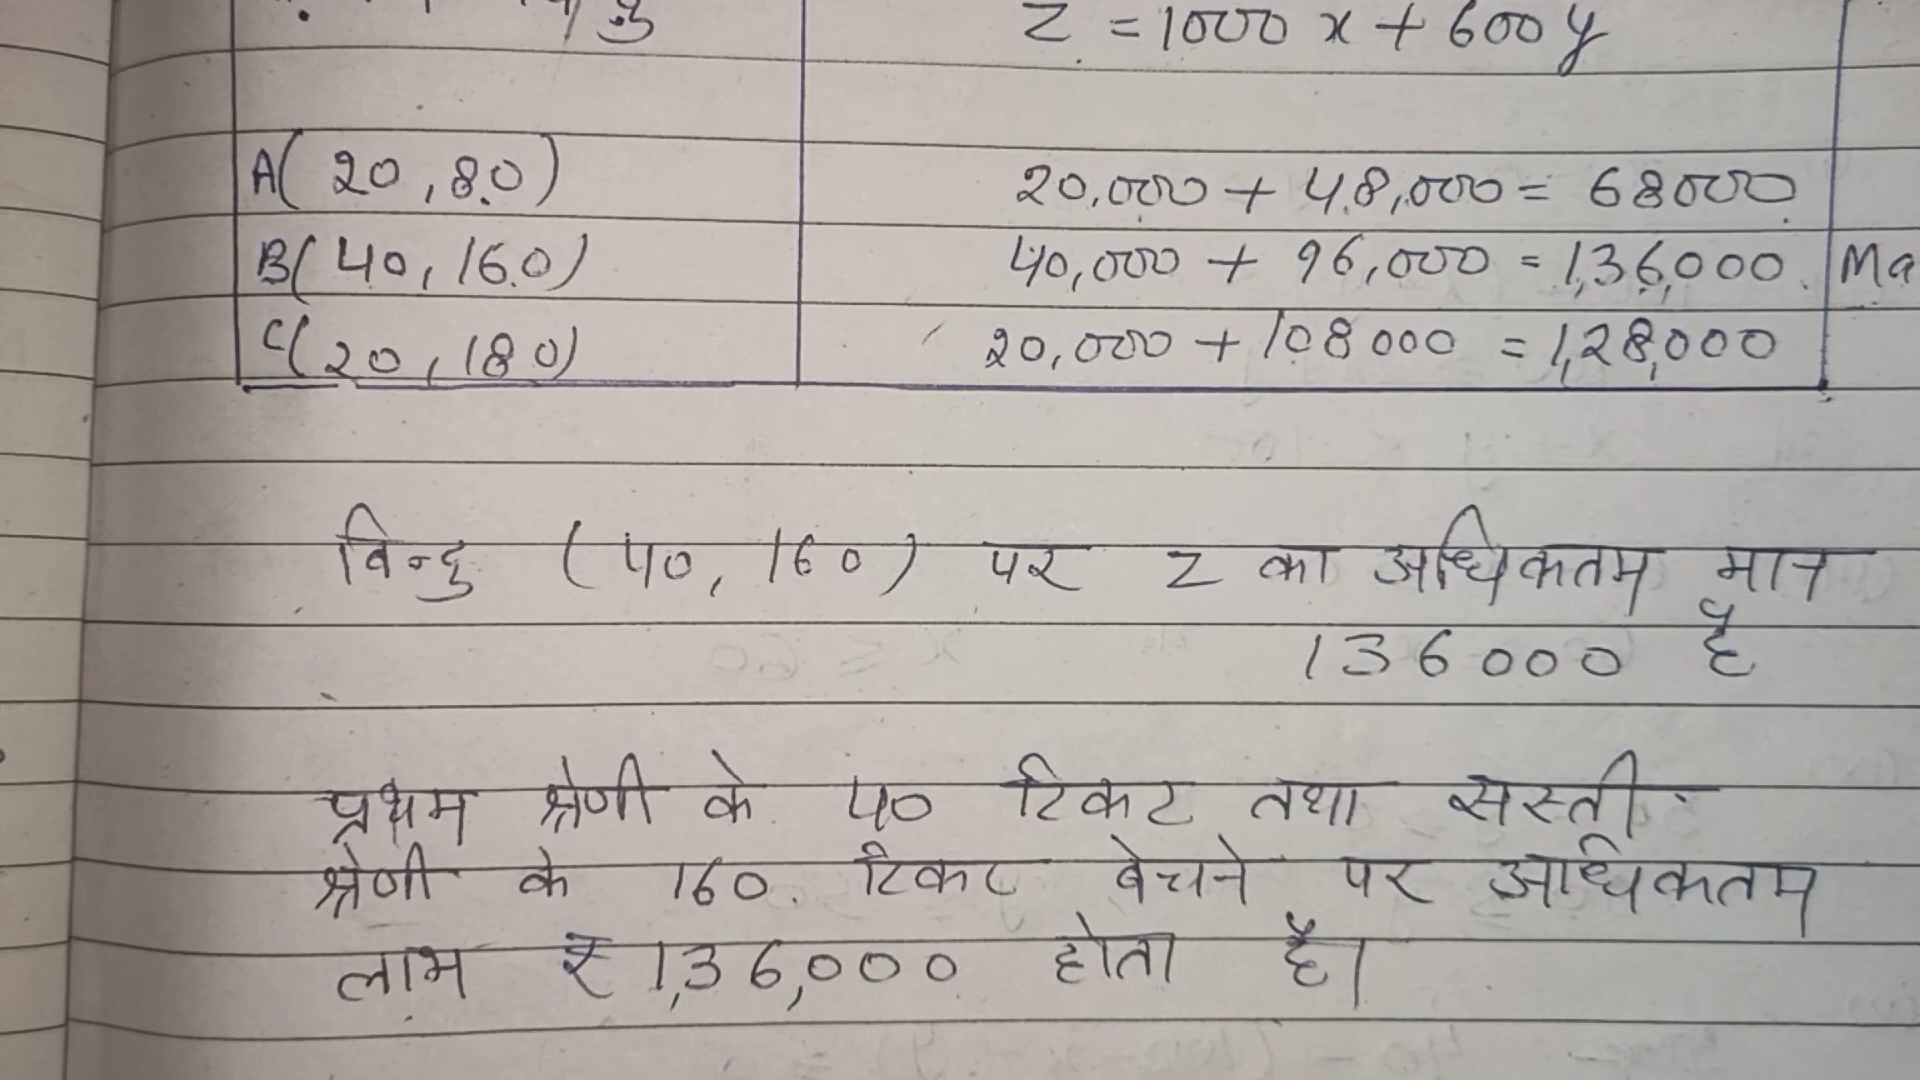 Z = 1000 x + 600 y
A( 20 , 80 ) 20,000 + 48,000 = 68000
B( 40 , 160 ) 40,000 + 96,000 = 1,36,000 Ma
C( 20 , 180 ) 20,000 + 108000 = 1,28,000
बिन्दु ( 40, 160 ) पर Z का अधिकतम मान
136000 है
प्रथम श्रेणी के 40 टिकट तथा सस्ती
श्रेणी के 160 टिकट बेचने पर अधिकतम
लाभ ₹ 1,36,000 होता है।